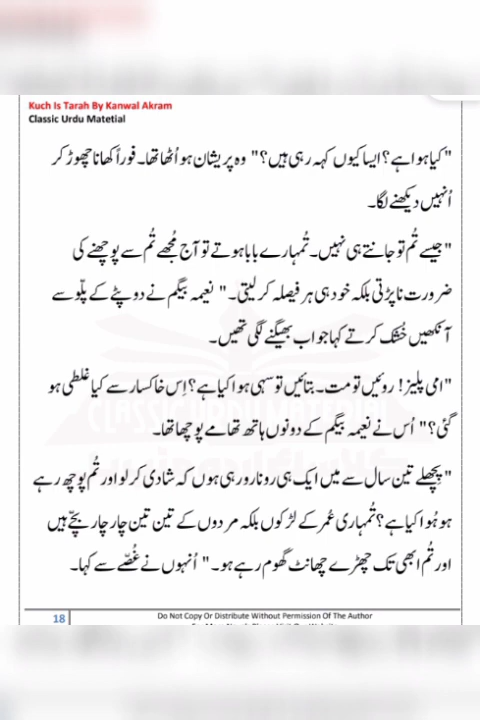 Kuch Is Tarah By Kanwal Akram
Classic Urdu Matetial
"کیا ہوا ہے؟ ایسا کیوں کہہ رہی ہیں؟" وہ پریشان ہو اُٹھا تھا۔ فوراً کھانا چھوڑ کر
اُنہیں دیکھنے لگا۔
"جیسے تُم تو جانتے ہی نہیں۔ تُمہارے بابا ہوتے تو آج مُجھے تُم سے پوچھنے کی
ضرورت نا پڑتی بلکہ خود ہی ہر فیصلہ کر لیتی۔" نعیمہ بیگم نے دوپٹے کے پلّو سے
آنکھیں خُشک کرتے کہا جو اب بھیگنے لگی تھیں۔
"امی پلیز! روئیں تو مت۔ بتائیں تو سہی ہوا کیا ہے؟ اِس خاکسار سے کیا غلطی ہو
گئی؟" اُس نے نعیمہ بیگم کے دونوں ہاتھ تھامے پوچھا تھا۔
"پچھلے تین سال سے میں ایک ہی رونا رو رہی ہوں کہ شادی کر لو اور تُم پوچھ رہے
ہو ہُوا کیا ہے؟ تُمہاری عُمر کے لڑکوں بلکہ مردوں کے تین تین چار چار بچّے ہیں
اور تُم ابھی تک چھڑے چھانٹ گھوم رہے ہو۔" اُنہوں نے غُصّے سے کہا۔
18
Do Not Copy Or Distribute Without Permission Of The Author